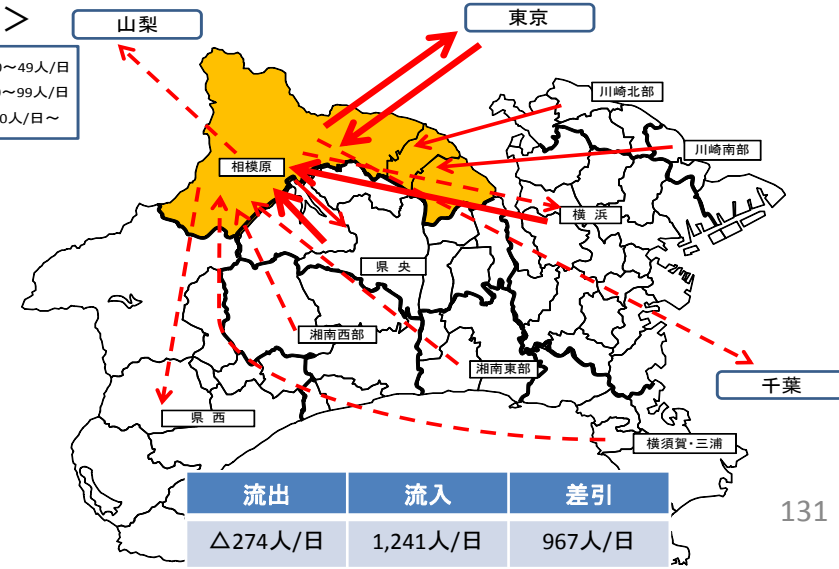 ＞
山梨
東京
～49人/日
～99人/日
0人/日～
川崎北部
川崎南部
相模原
横 浜
県 央
湘南西部
湘南東部
千葉
県 西
横須賀・三浦
流出 流入 差引
△274人/日 1,241人/日 967人/日
131